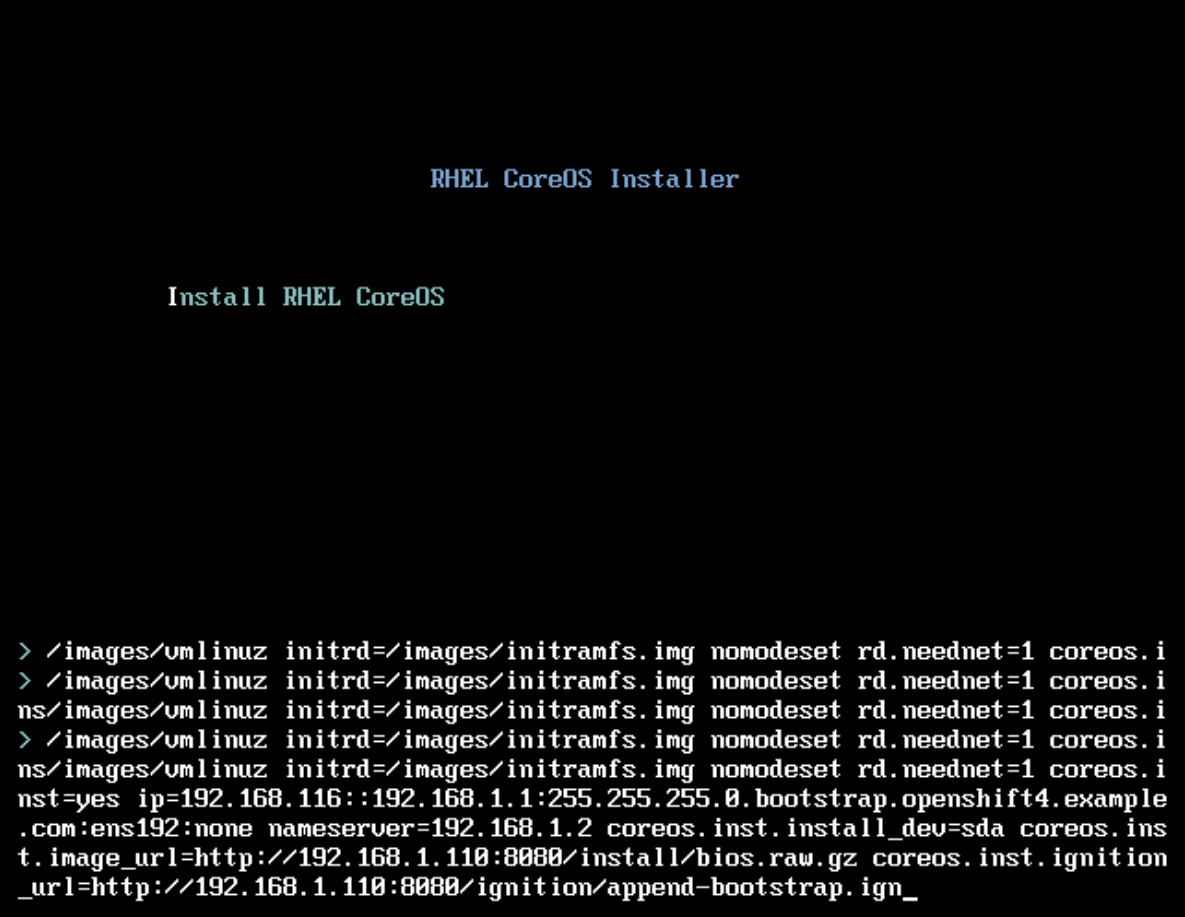 RHEL CoreOS Installer
Install RHEL CoreOS
> /images/vmlinuz initrd=/images/initramfs.img nomodeset rd.neednet=1 coreos.i
> /images/vmlinuz initrd=/images/initramfs.img nomodeset rd.neednet=1 coreos.i
ns/images/vmlinuz initrd=/images/initramfs.img nomodeset rd.neednet=1 coreos.i
> /images/vmlinuz initrd=/images/initramfs.img nomodeset rd.neednet=1 coreos.i
ns/images/vmlinuz initrd=/images/initramfs.img nomodeset rd.neednet=1 coreos.i
nst=yes ip=192.168.116::192.168.1.1:255.255.255.0.bootstrap.openshift4.example
.com:ens192:none nameserver=192.168.1.2 coreos.inst.install_dev=sda coreos.ins
t.image_url=http://192.168.1.110:8080/install/bios.raw.gz coreos.inst.ignition
_url=http://192.168.1.110:8080/ignition/append-bootstrap.ign_